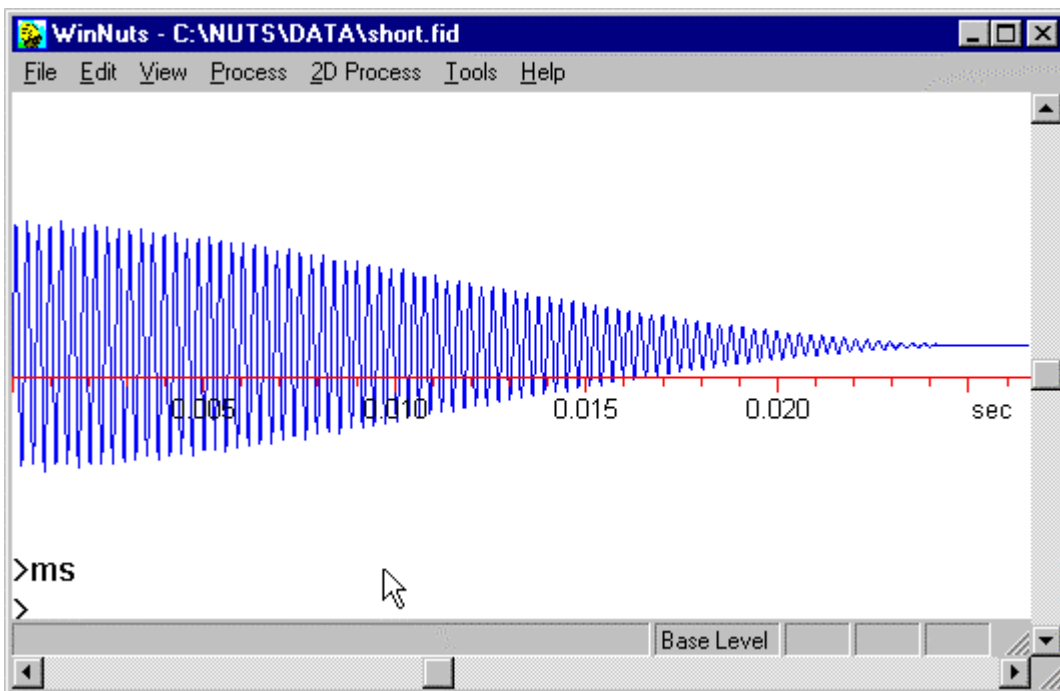 WinNuts - C:\NUTS\DATA\short.fid
File Edit View Process 2D Process Tools Help
0.005 0.010 0.015 0.020 sec
>ms
>
Base Level